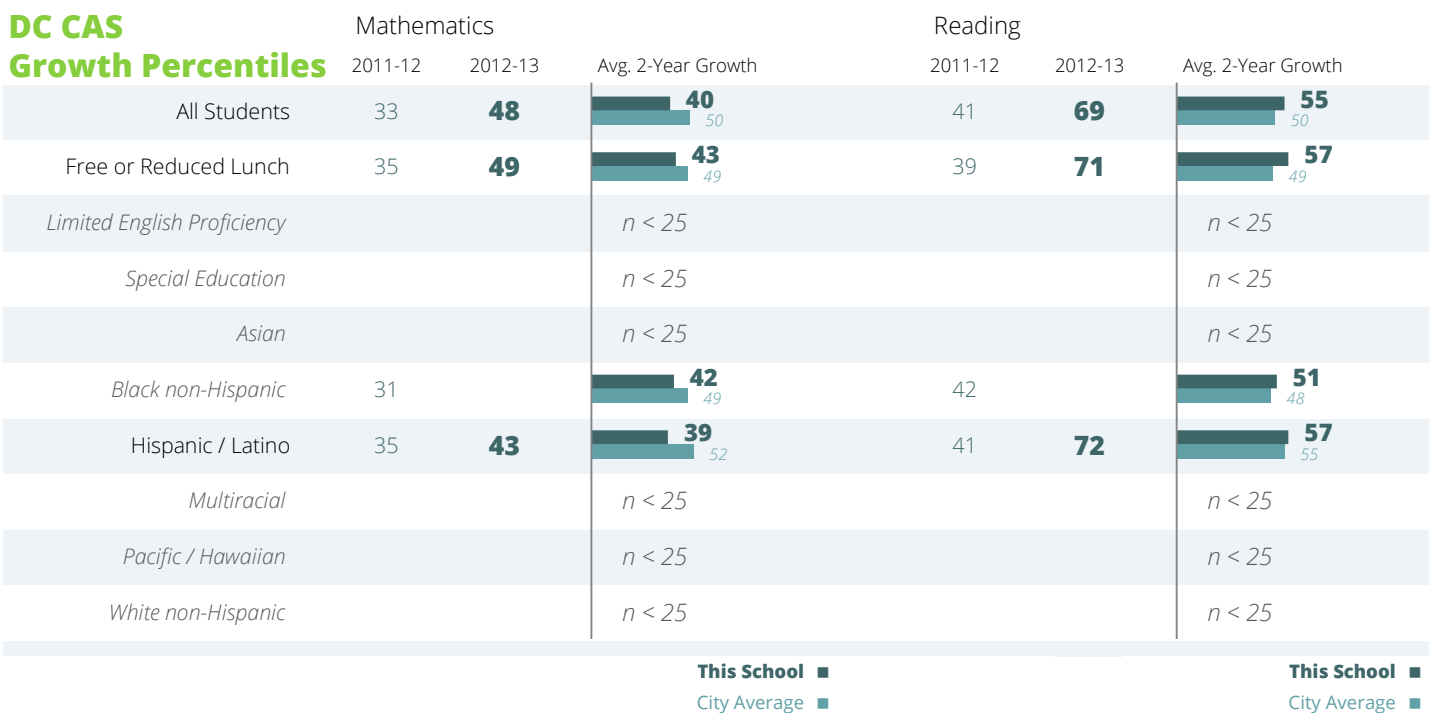 DC CAS
Growth Percentiles
Mathematics Reading
2011-12 2012-13 Avg. 2-Year Growth 2011-12 2012-13 Avg. 2-Year Growth
All Students 33 48 40 50 41 69 55 50
Free or Reduced Lunch 35 49 43 49 39 71 57 49
Limited English Proficiency n < 25 n < 25
Special Education n < 25 n < 25
Asian n < 25 n < 25
Black non-Hispanic 31 42 49 42 51 48
Hispanic / Latino 35 43 39 52 41 72 57 55
Multiracial n < 25 n < 25
Pacific / Hawaiian n < 25 n < 25
White non-Hispanic n < 25 n < 25
This School This School
City Average City Average